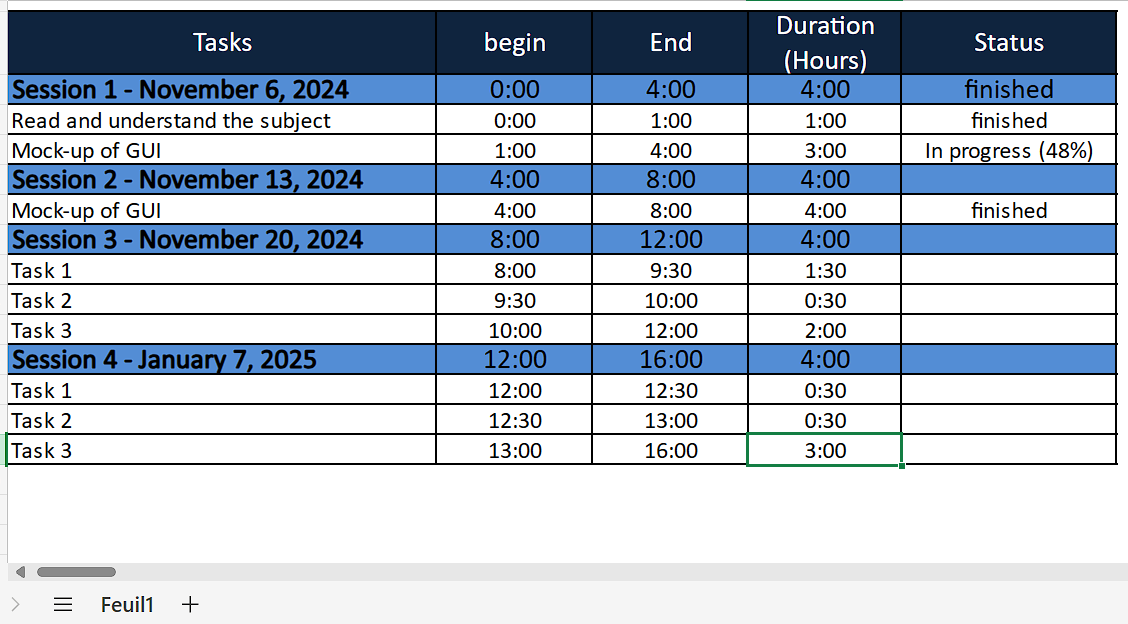 Tasks begin End Duration (Hours) Status
Session 1 - November 6, 2024 0:00 4:00 4:00 finished
Read and understand the subject 0:00 1:00 1:00 finished
Mock-up of GUI 1:00 4:00 3:00 In progress (48%)
Session 2 - November 13, 2024 4:00 8:00 4:00
Mock-up of GUI 4:00 8:00 4:00 finished
Session 3 - November 20, 2024 8:00 12:00 4:00
Task 1 8:00 9:30 1:30
Task 2 9:30 10:00 0:30
Task 3 10:00 12:00 2:00
Session 4 - January 7, 2025 12:00 16:00 4:00
Task 1 12:00 12:30 0:30
Task 2 12:30 13:00 0:30
Task 3 13:00 16:00 3:00
Feuil1